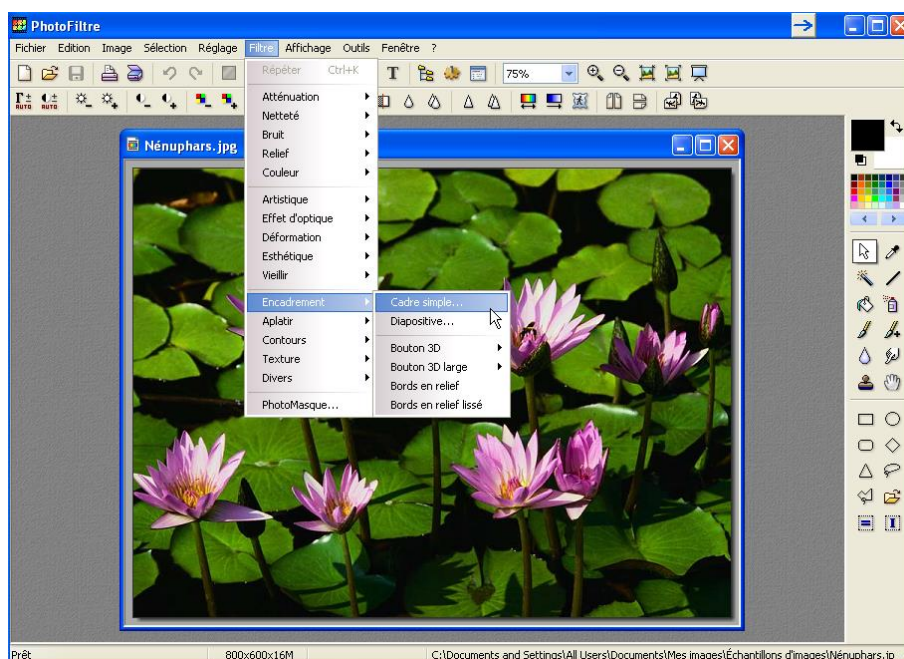 PhotoFiltre
Fichier Edition Image Sélection Réglage Filtre Affichage Outils Fenêtre ?
Répéter Ctrl+K
T
75%
AUTO AUTO
Nénuphars.jpg
Atténuation
Netteté
Bruit
Relief
Couleur
Artistique
Effet d'optique
Déformation
Esthétique
Vieillir
Encadrement
Aplatir
Contours
Texture
Divers
PhotoMasque...
Cadre simple...
Diapositive...
Bouton 3D
Bouton 3D large
Bords en relief
Bords en relief lissé
Prêt
800x600x16M
C:\Documents and Settings\All Users\Documents\Mes images\Échantillons d'images\Nénuphars.jp